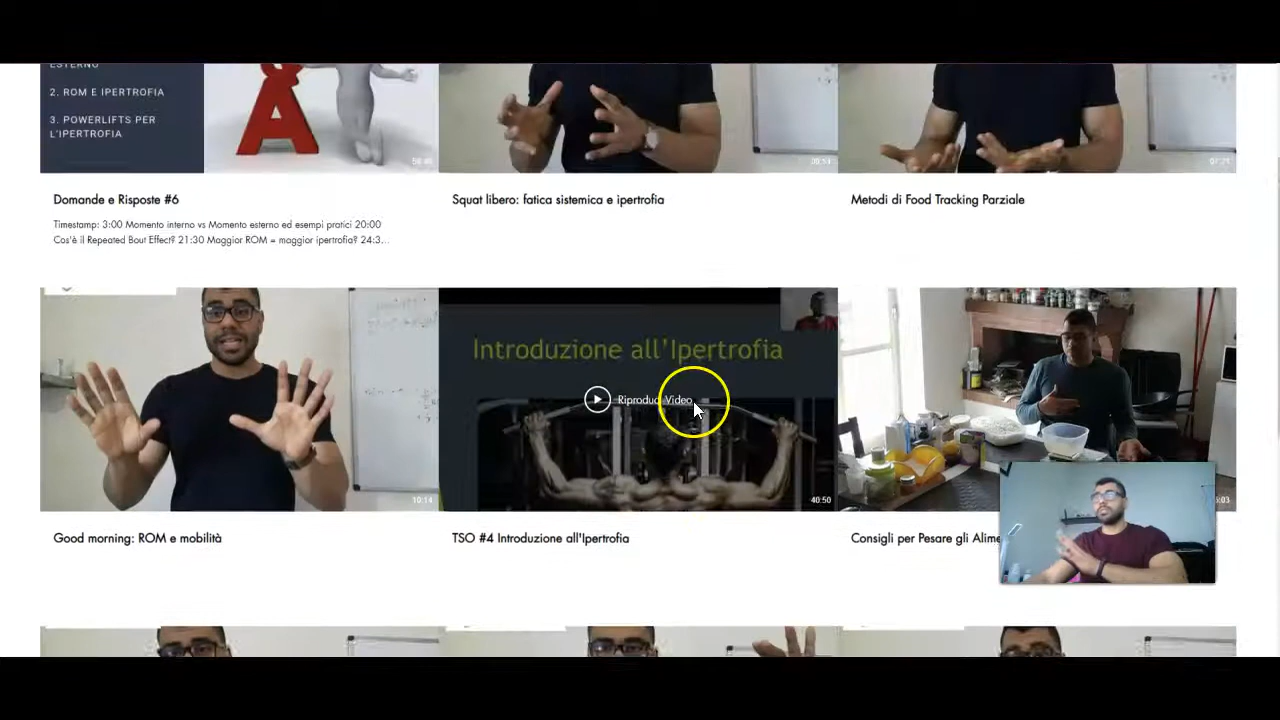 ESTERNO
2. ROM E IPERTROFIA
3. POWERLIFTS PER
L'IPERTROFIA
Domande e Risposte #6
Squat libero: fatica sistemica e ipertrofia
Metodi di Food Tracking Parziale
Timestamp: 3:00 Momento interno vs Momento esterno ed esempi pratici 20:00
Cos'è il Repeated Bout Effect? 21:30 Maggior ROM = maggior ipertrofia? 24:3...
Introduzione all'Ipertrofia
Riproduci Video
10:14
40:50
Good morning: ROM e mobilità
TSO #4 Introduzione all'Ipertrofia
Consigli per Pesare gli Alime